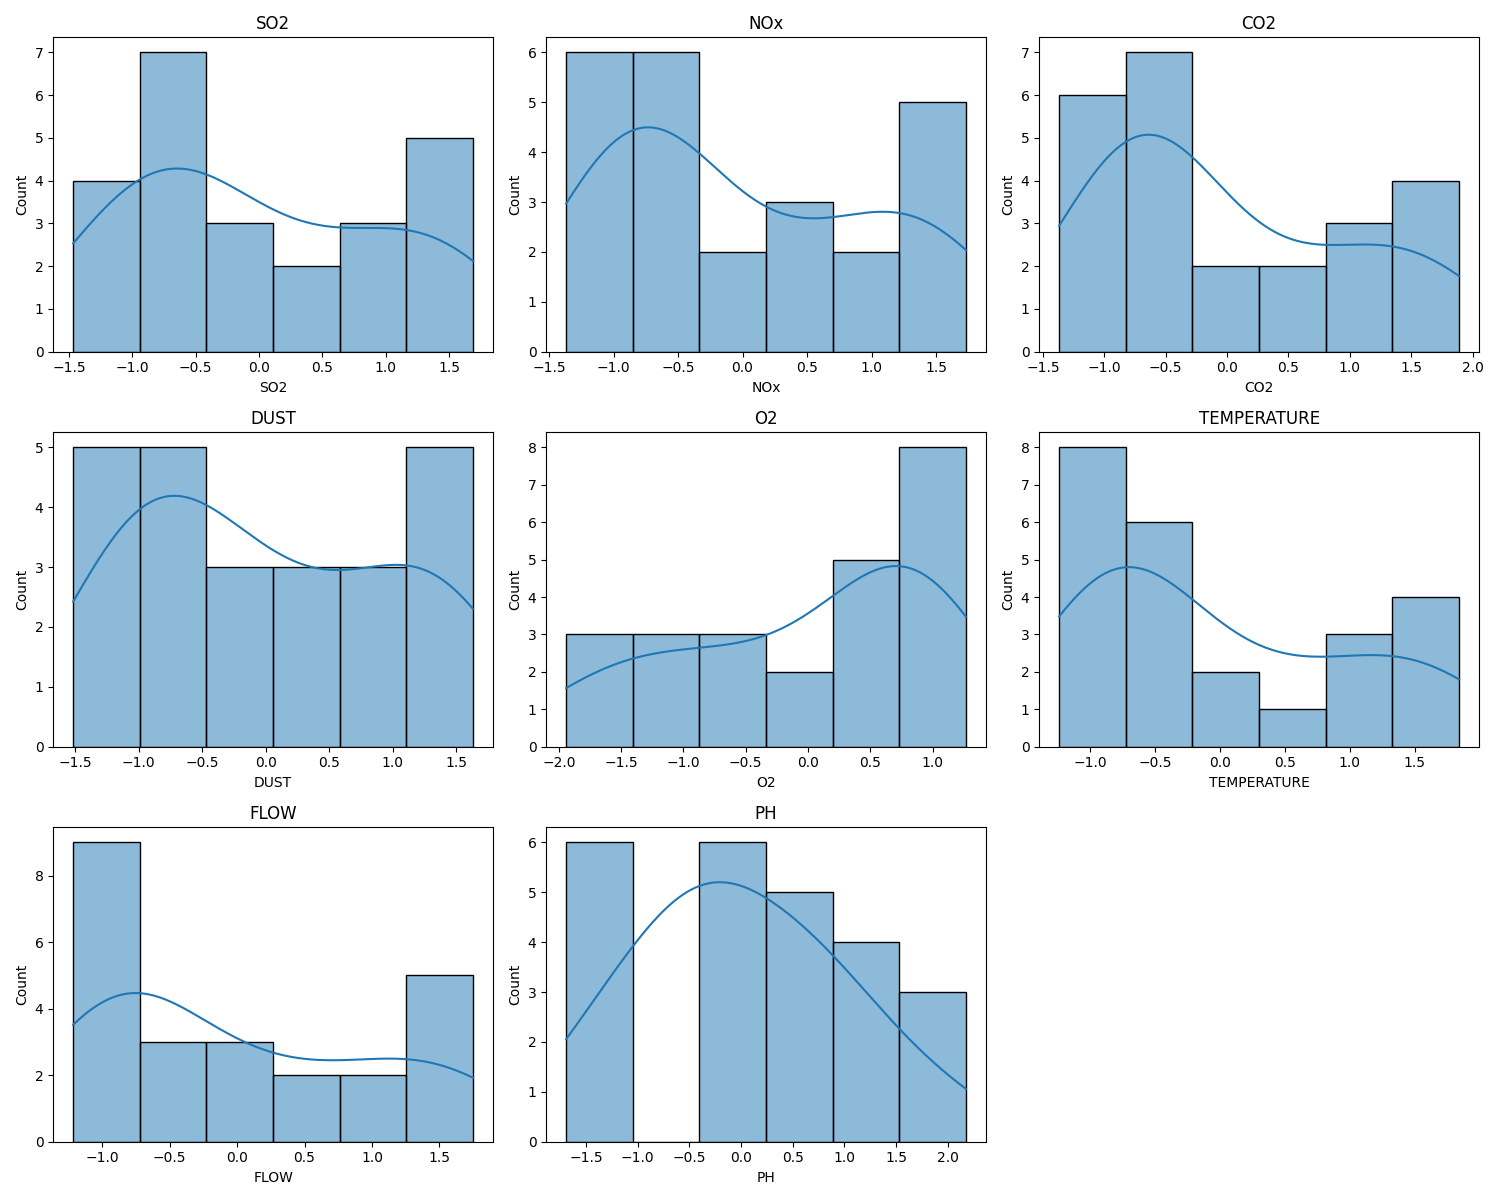 SO2 NOx CO2
7 6 5 4 3 2 1 0 Count
−1.5 −1.0 −0.5 0.0 0.5 1.0 1.5
SO2
6 5 4 3 2 1 0 Count
−1.5 −1.0 −0.5 0.0 0.5 1.0 1.5
NOx
7 6 5 4 3 2 1 0 Count
−1.5 −1.0 −0.5 0.0 0.5 1.0 1.5 2.0
CO2
DUST O2 TEMPERATURE
5 4 3 2 1 0 Count
−1.5 −1.0 −0.5 0.0 0.5 1.0 1.5
DUST
8 7 6 5 4 3 2 1 0 Count
−2.0 −1.5 −1.0 −0.5 0.0 0.5 1.0
O2
8 7 6 5 4 3 2 1 0 Count
−1.0 −0.5 0.0 0.5 1.0 1.5
TEMPERATURE
FLOW PH
8 6 4 2 0 Count
−1.0 −0.5 0.0 0.5 1.0 1.5
FLOW
6 5 4 3 2 1 0 Count
−1.5 −1.0 −0.5 0.0 0.5 1.0 1.5 2.0
PH